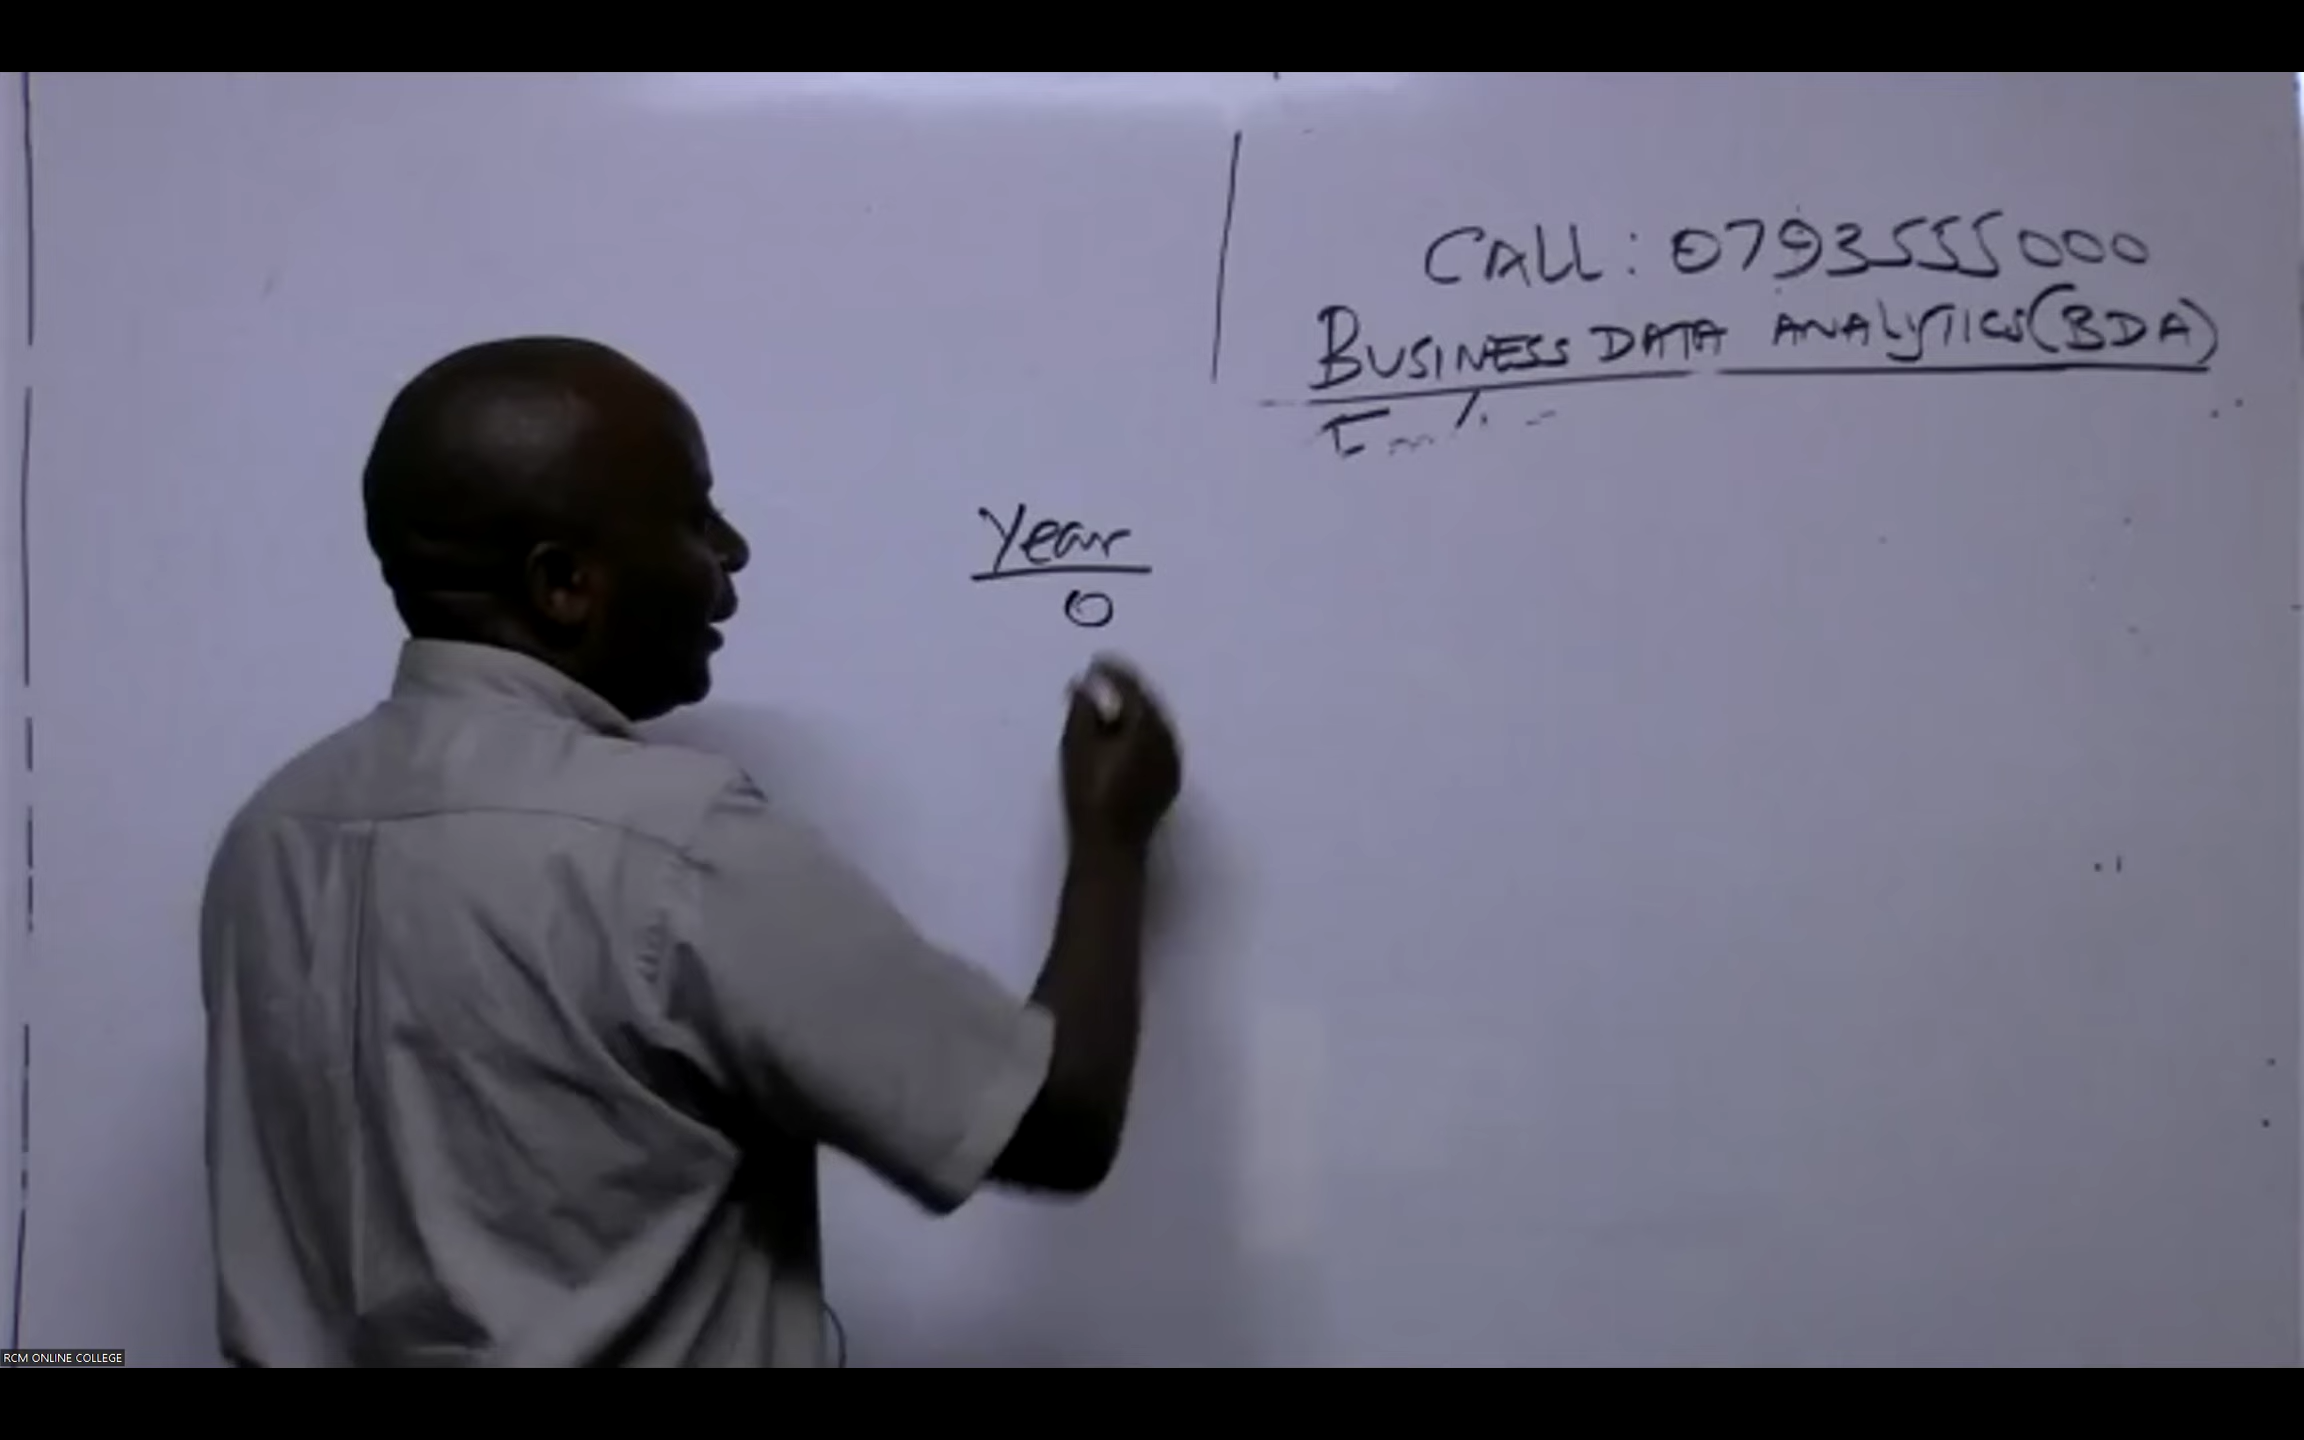 CALL: 0793555000
BUSINESS DATA ANALYTICS (BDA)
Year
0
RCM ONLINE COLLEGE